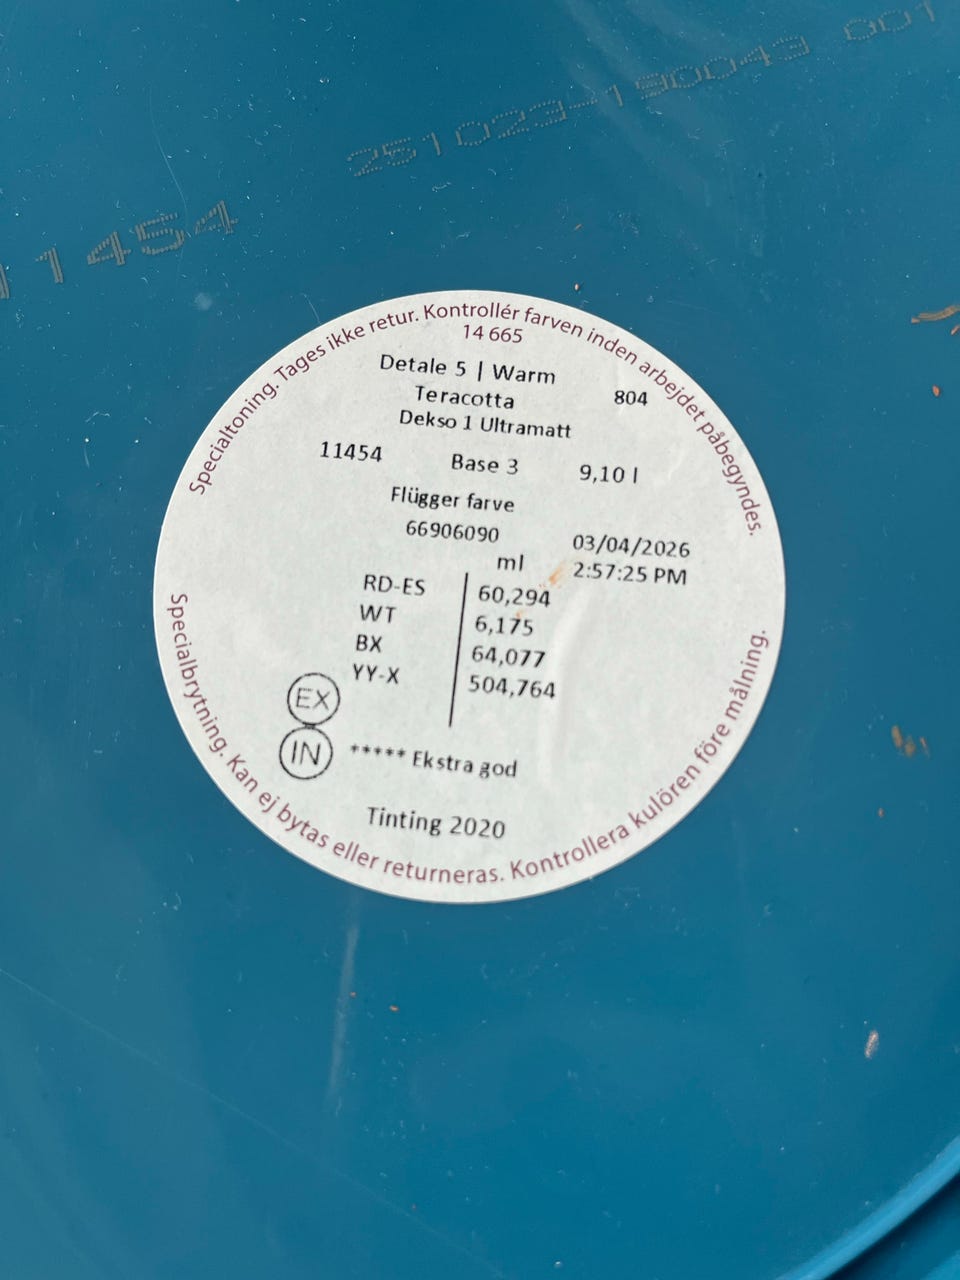 251023-190043 001
11454
Specialtoning. Tages ikke retur. Kontrollér farven inden arbejdet påbegyndes.
14 665
Detale 5 | Warm
Teracotta
804
Dekso 1 Ultramatt
11454 Base 3 9,10 l
Flügger farve
66906090
03/04/2026
ml
2:57:25 PM
RD-ES 60,294
WT 6,175
BX 64,077
YY-X 504,764
EX
IN
***** Ekstra god
Tinting 2020
Specialbrytning. Kan ej bytas eller returneras. Kontrollera kulören före målning.